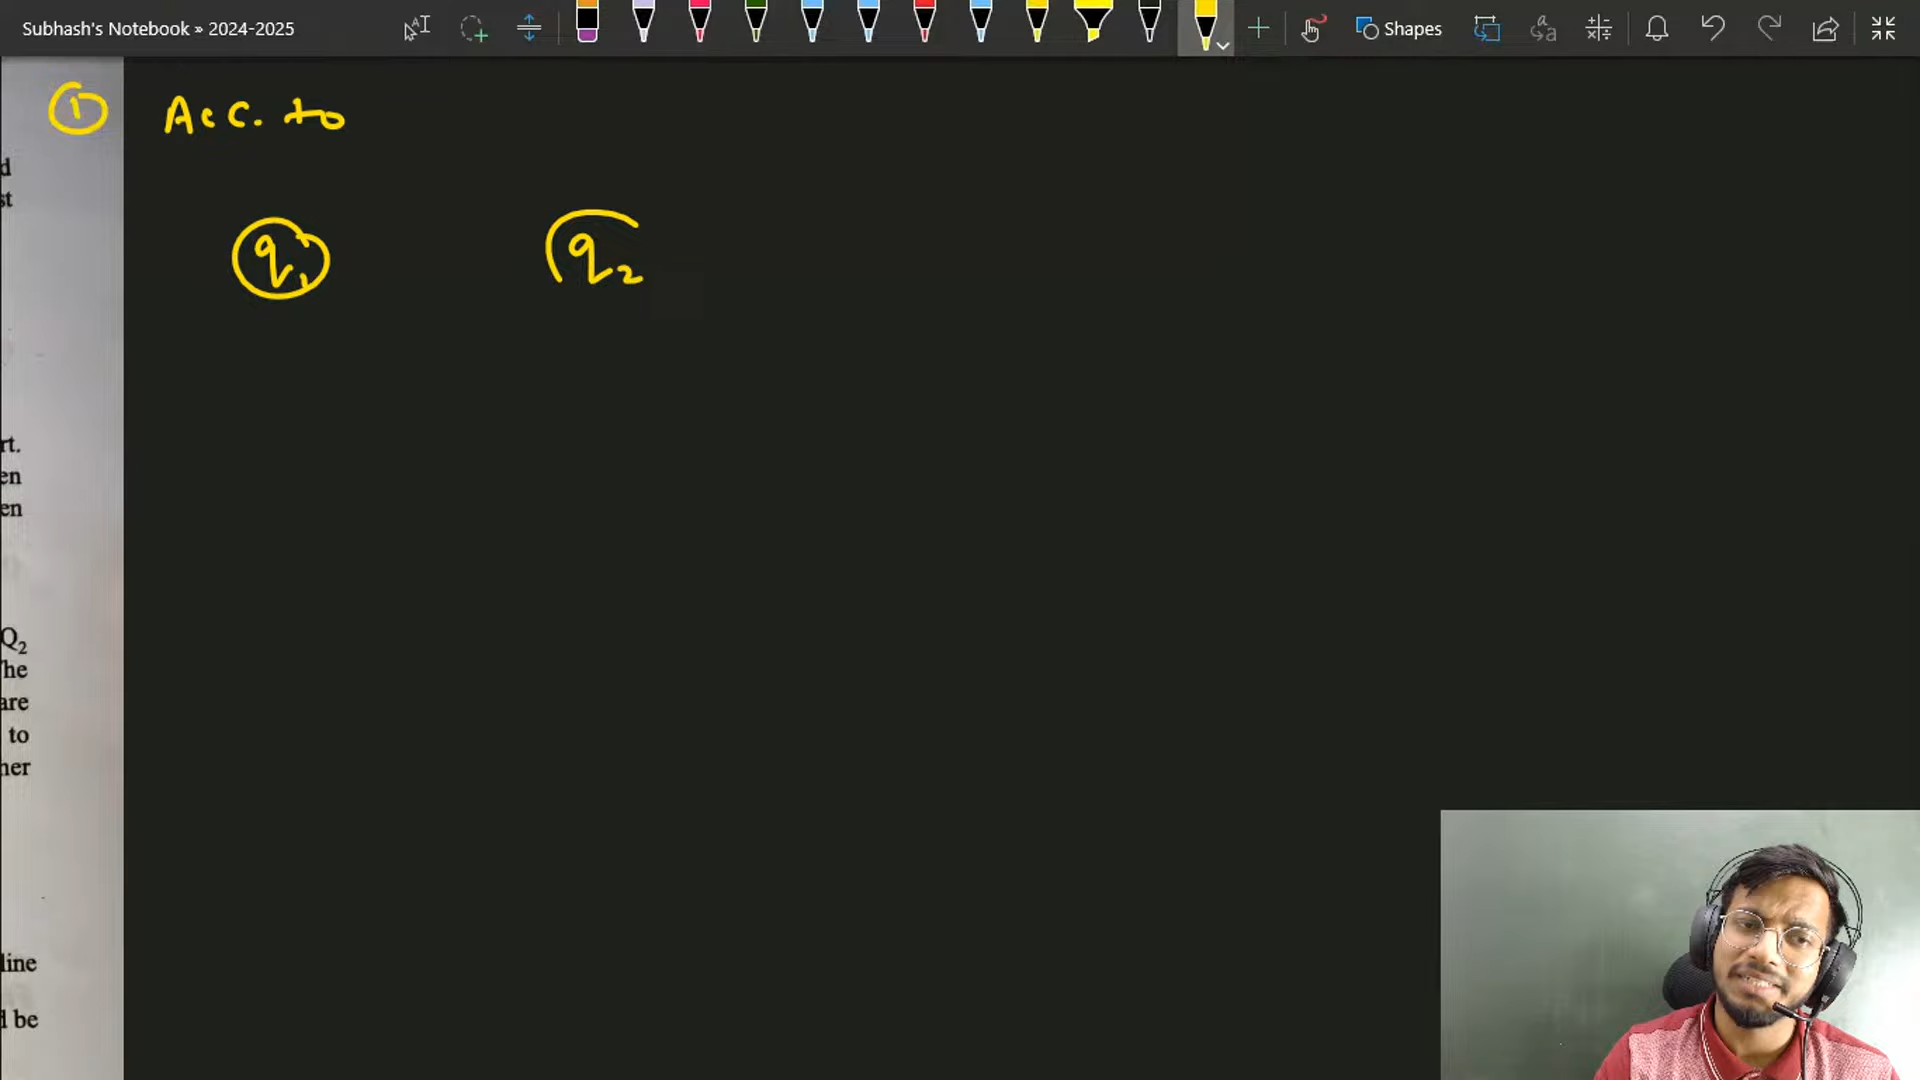 Subhash's Notebook » 2024-2025
Shapes
① Acc. to
q₁ q₂
d
st
rt.
en
en
Q₂
he
are
to
her
line
d be